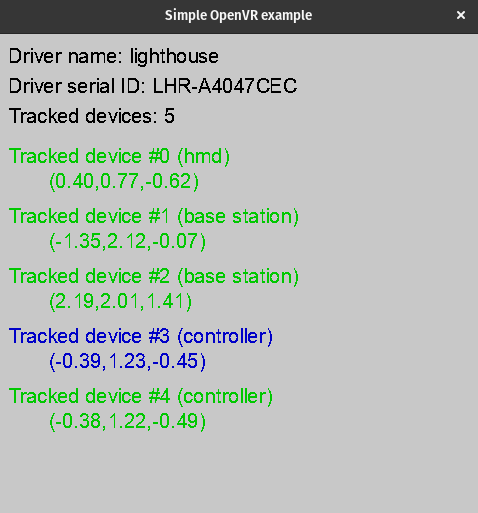 Simple OpenVR example ×
Driver name: lighthouse
Driver serial ID: LHR-A4047CEC
Tracked devices: 5
Tracked device #0 (hmd)
(0.40,0.77,-0.62)
Tracked device #1 (base station)
(-1.35,2.12,-0.07)
Tracked device #2 (base station)
(2.19,2.01,1.41)
Tracked device #3 (controller)
(-0.39,1.23,-0.45)
Tracked device #4 (controller)
(-0.38,1.22,-0.49)